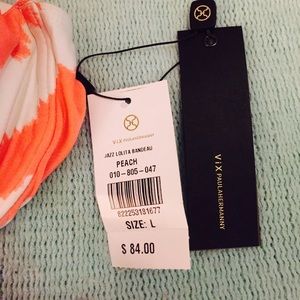 ViX
PAULAHERMANNY
JAZZ LOLITA BANDEAU
PEACH
010-805-047
822253181677
SIZE: L
$ 84.00
ViX PAULAHERMANNY